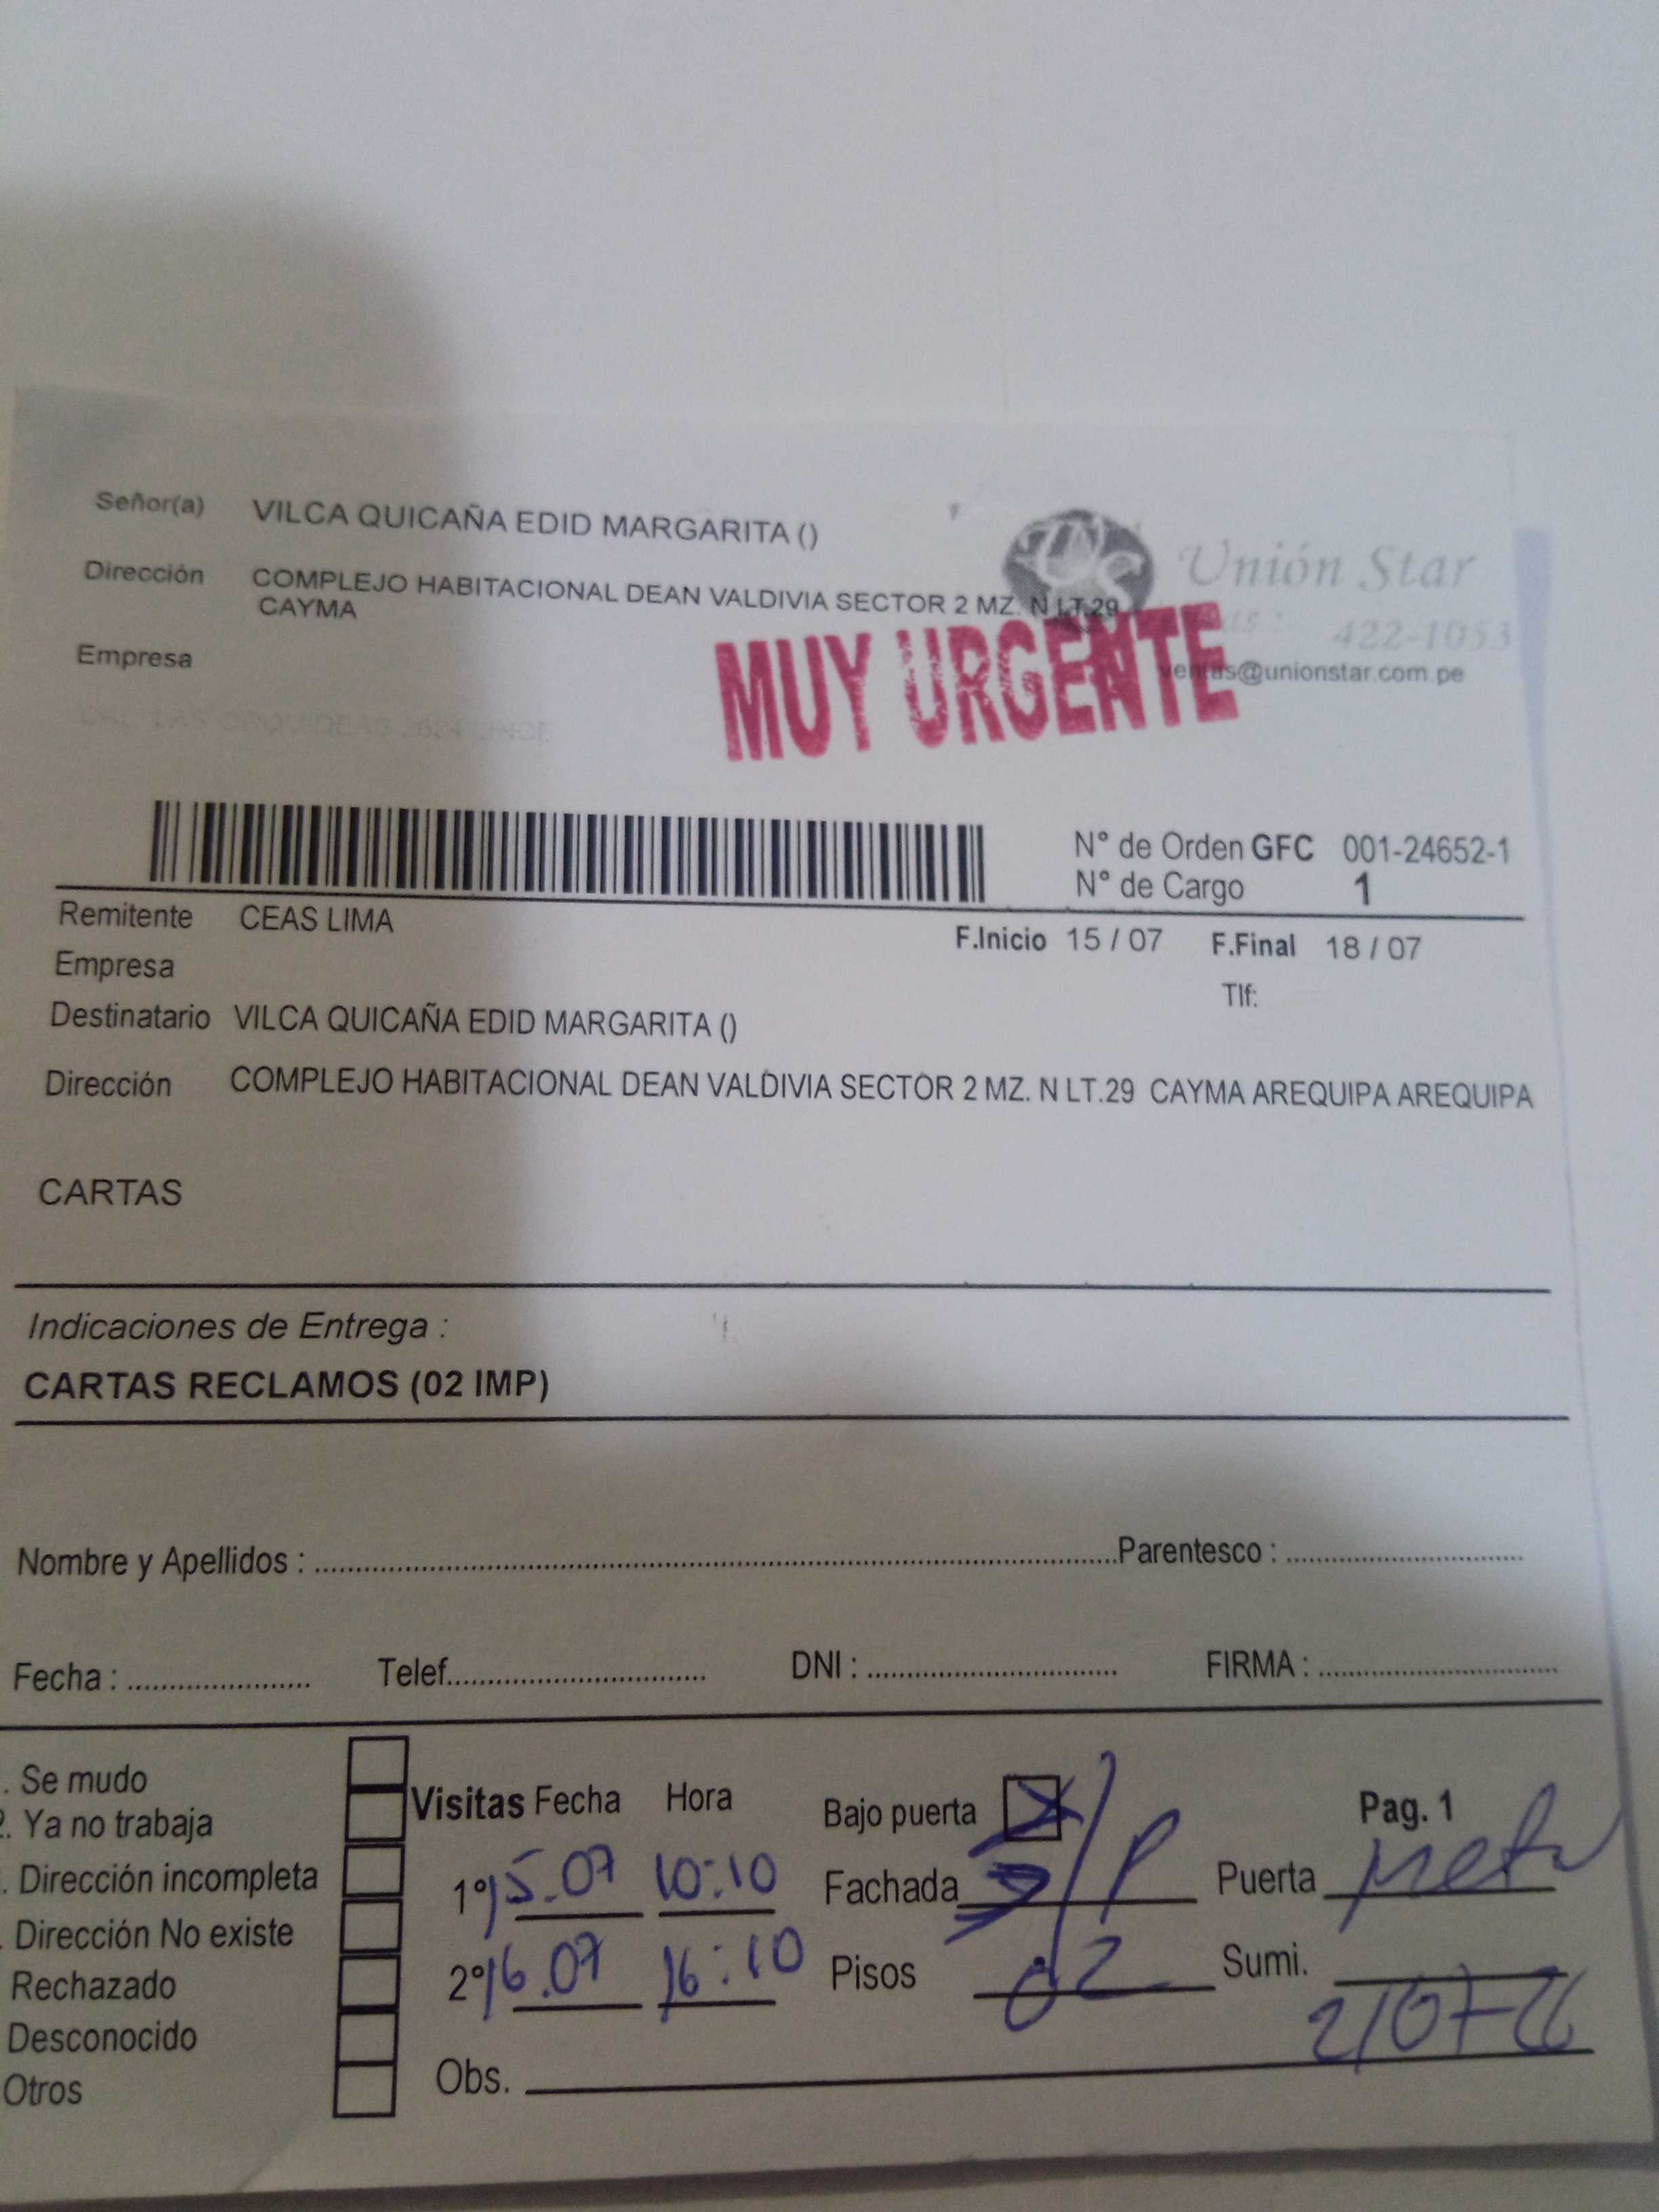 Señor(a) VILCA QUICAÑA EDID MARGARITA ()
Unión Star
Dirección COMPLEJO HABITACIONAL DEAN VALDIVIA SECTOR 2 MZ. N LT.29
CAYMA
422-1053
Empresa
ventas@unionstar.com.pe
MUY URGENTE
N° de Orden GFC 001-24652-1
N° de Cargo 1
Remitente CEAS LIMA
F.Inicio 15 / 07 F.Final 18 / 07
Empresa
Tlf:
Destinatario VILCA QUICAÑA EDID MARGARITA ()
Dirección COMPLEJO HABITACIONAL DEAN VALDIVIA SECTOR 2 MZ. N LT.29 CAYMA AREQUIPA AREQUIPA
CARTAS
Indicaciones de Entrega :
CARTAS RECLAMOS (02 IMP)
Nombre y Apellidos : Parentesco :
Fecha : Telef. DNI : FIRMA :
. Se mudo
Visitas Fecha Hora Bajo puerta X Pag. 1
2. Ya no trabaja
. Dirección incompleta
1º 15.07 10:10 Fachada Puerta
. Dirección No existe
2º 16.07 16:10 Pisos 02 Sumi.
Rechazado
Desconocido
Otros
Obs.